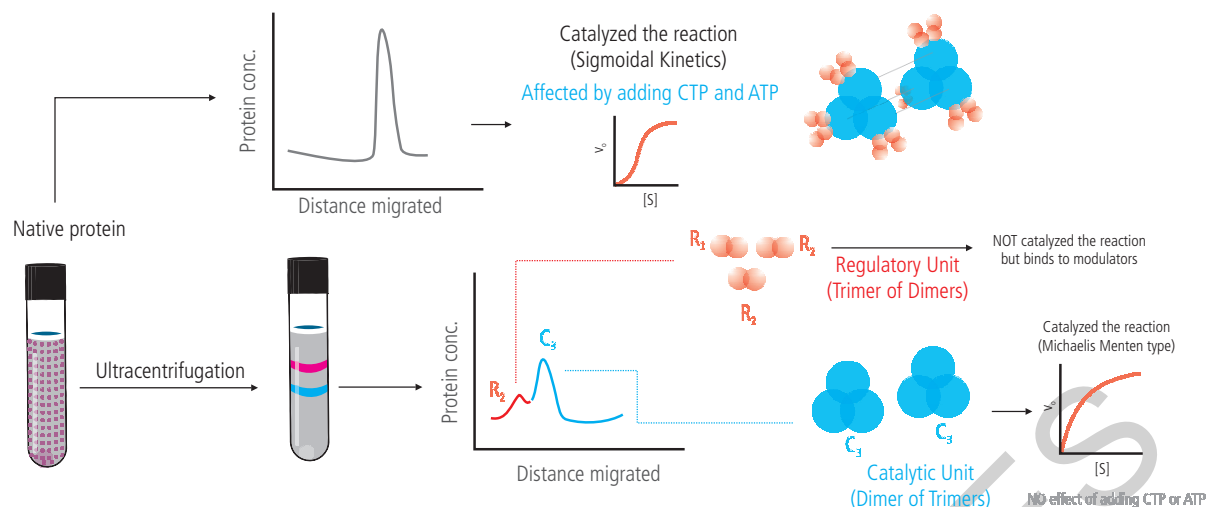 Protein conc.
Distance migrated
Catalyzed the reaction
(Sigmoidal Kinetics)
Affected by adding CTP and ATP
V₀
[S]
Native protein
Ultracentrifugation
Protein conc.
R₂
C₃
Distance migrated
R₁
R₂
R₂
Regulatory Unit
(Trimer of Dimers)
NOT catalyzed the reaction
but binds to modulators
C₃
C₃
Catalytic Unit
(Dimer of Trimers)
Catalyzed the reaction
(Michaelis Menten type)
V₀
[S]
NO effect of adding CTP or ATP